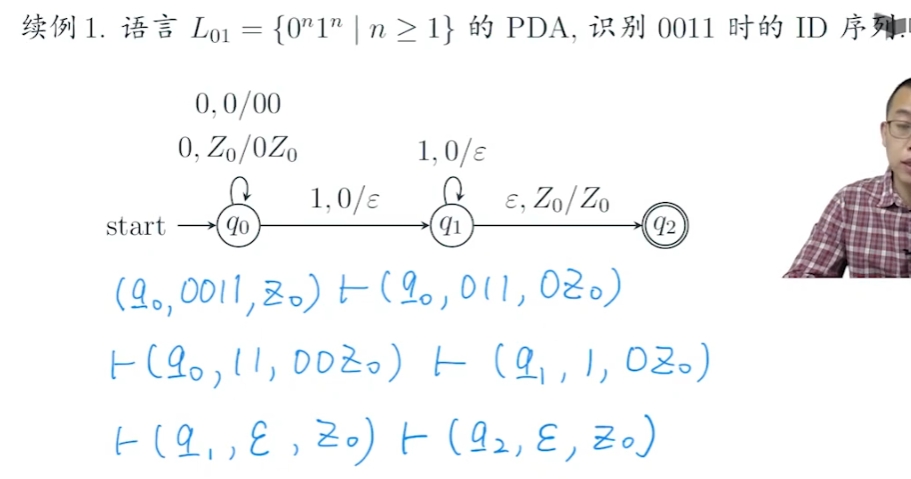 续例 1. 语言 L₀₁ = {0ⁿ1ⁿ | n ≥ 1} 的 PDA, 识别 0011 时的 ID 序列.
0, 0/00
0, Z₀/0Z₀
1, 0/ε
1, 0/ε
ε, Z₀/Z₀
start
q₀
q₁
q₂
(q₀, 0011, Z₀) ⊢ (q₀, 011, 0Z₀)
⊢ (q₀, 11, 00Z₀) ⊢ (q₁, 1, 0Z₀)
⊢ (q₁, ε, Z₀) ⊢ (q₂, ε, Z₀)